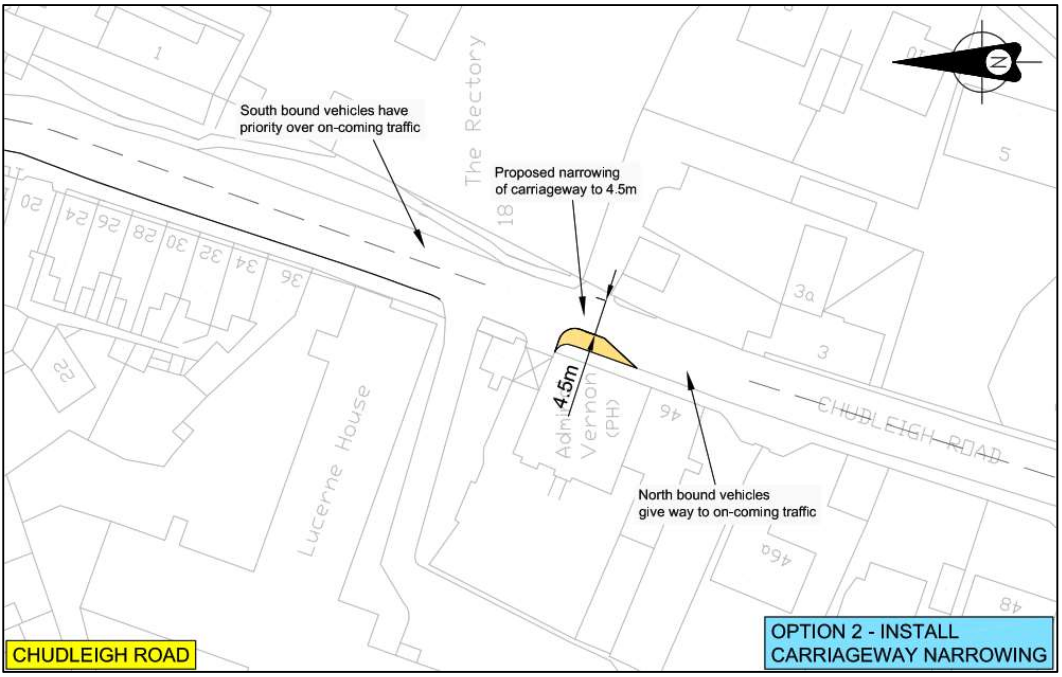 1
The Rectory
18
10
N
5
South bound vehicles have
priority over on-coming traffic
Proposed narrowing
of carriageway to 4.5m
20
24
26
28
30
32
34
36
22
3a
3
4.5m
Vernon
(PH)
46
CHUDLEIGH ROAD
Lucerne House
North bound vehicles
give way to on-coming traffic
46a
48
CHUDLEIGH ROAD
OPTION 2 - INSTALL
CARRIAGEWAY NARROWING